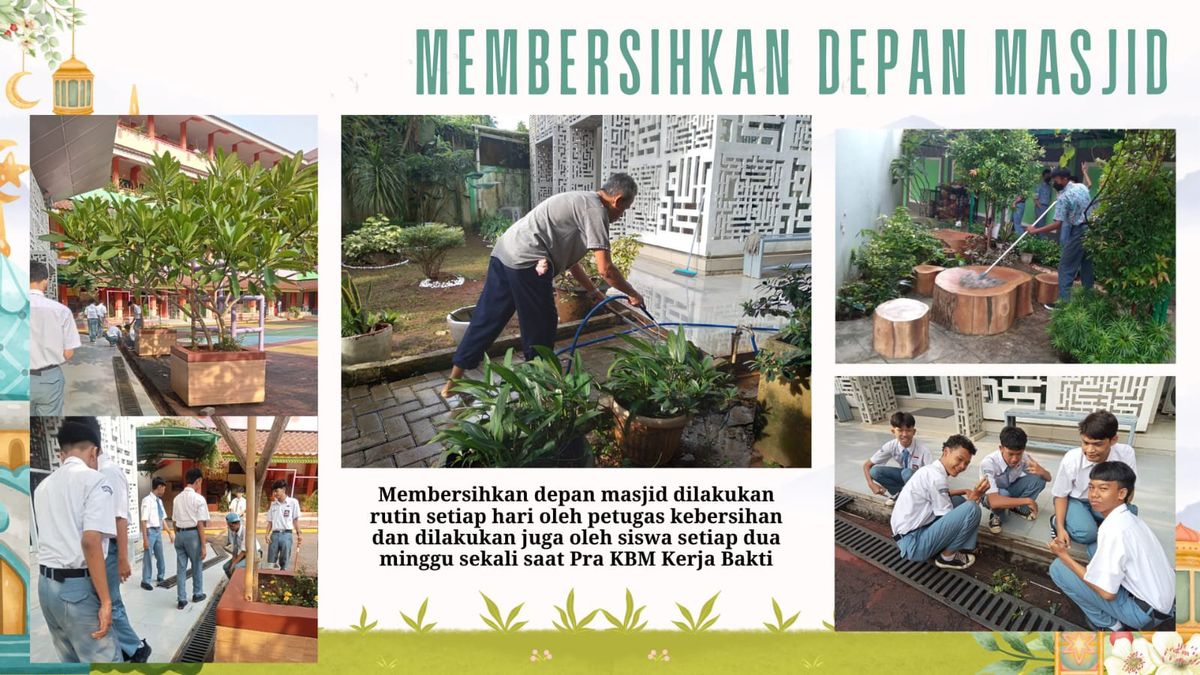 MEMBERSIHKAN DEPAN MASJID
Membersihkan depan masjid dilakukan
rutin setiap hari oleh petugas kebersihan
dan dilakukan juga oleh siswa setiap dua
minggu sekali saat Pra KBM Kerja Bakti